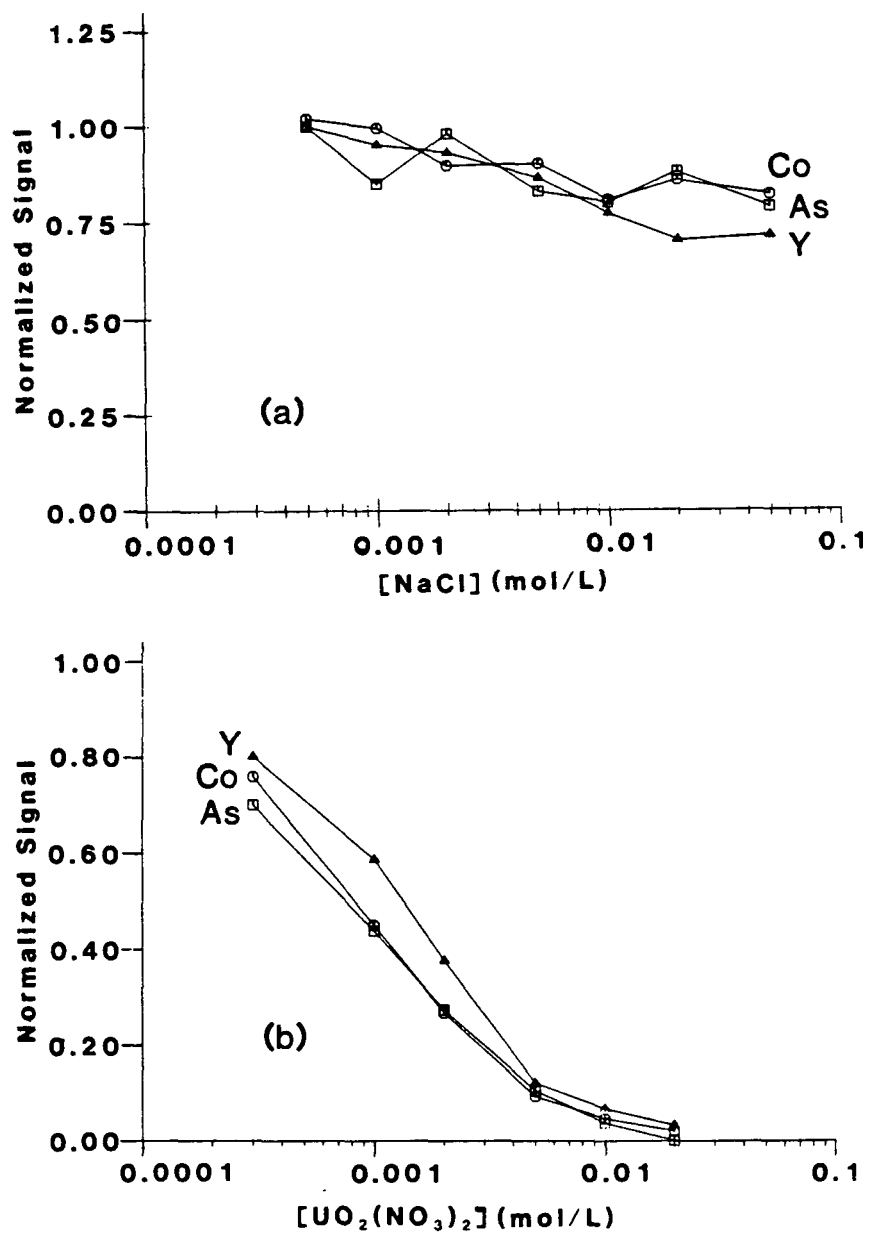 1.25
1.00
0.75
0.50
0.25
0.00
Normalized Signal
Co
As
Y
(a)
0.0001 0.001 0.01 0.1
[NaCl] (mol/L)
1.00
0.80
0.60
0.40
0.20
0.00
Normalized Signal
Y
Co
As
(b)
0.0001 0.001 0.01 0.1
[UO₂(NO₃)₂] (mol/L)